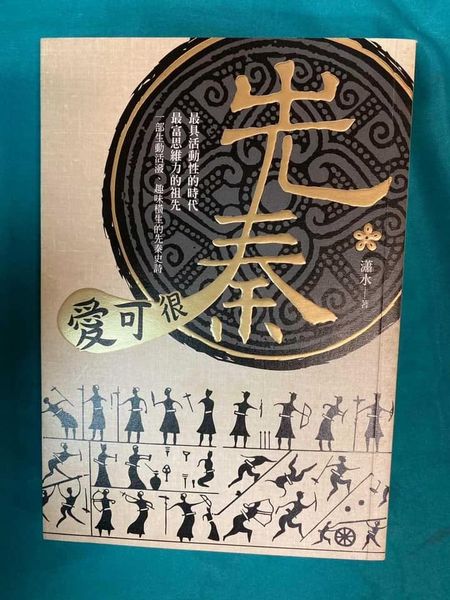 先秦
很可愛
最具活動性的時代
最富思維力的祖先
一部生動活潑、趣味橫生的先秦史詩
瀟水──著